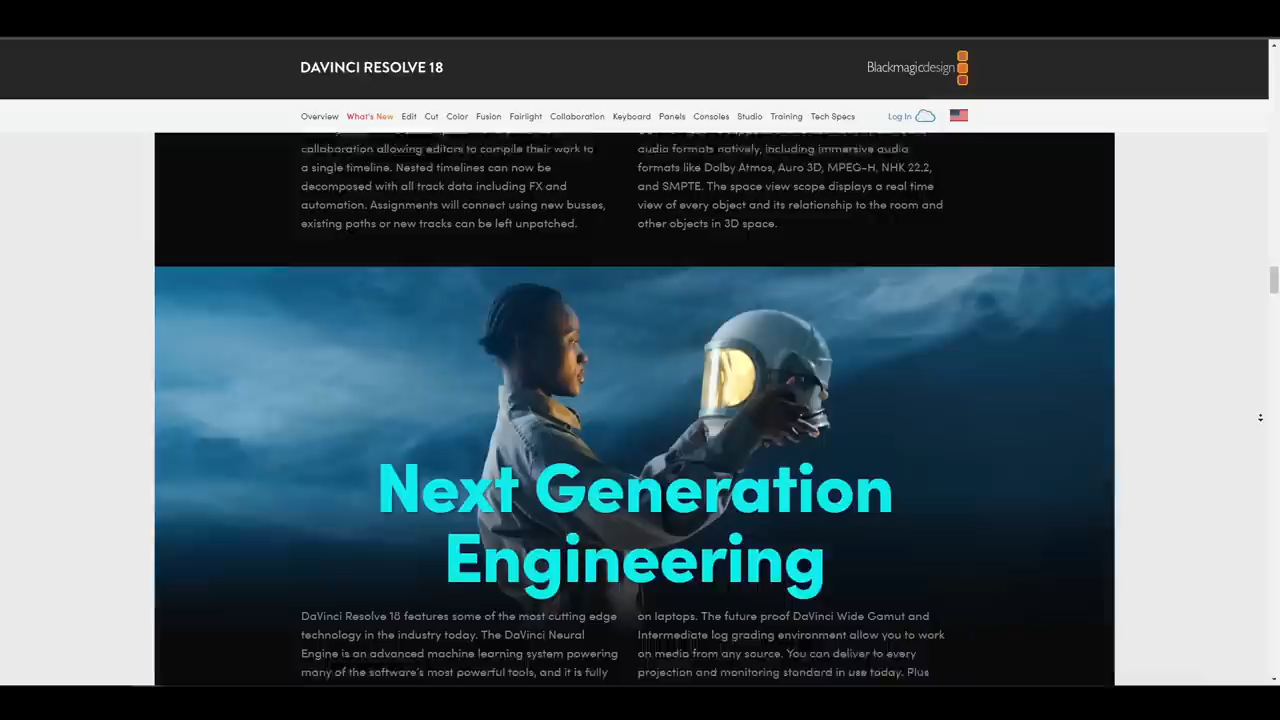 DAVINCI RESOLVE 18
Blackmagicdesign
Overview What's New Edit Cut Color Fusion Fairlight Collaboration Keyboard Panels Consoles Studio Training Tech Specs Log In
collaboration allowing editors to compile their work to
a single timeline. Nested timelines can now be
decomposed with all track data including FX and
automation. Assignments will connect using new busses,
existing paths or new tracks can be left unpatched.
audio formats natively, including immersive audio
formats like Dolby Atmos, Auro 3D, MPEG-H, NHK 22.2,
and SMPTE. The space view scope displays a real time
view of every object and its relationship to the room and
other objects in 3D space.
Next Generation
Engineering
DaVinci Resolve 18 features some of the most cutting edge
technology in the industry today. The DaVinci Neural
Engine is an advanced machine learning system powering
many of the software's most powerful tools, and it is fully
on laptops. The future proof DaVinci Wide Gamut and
Intermediate log grading environment allow you to work
on media from any source. You can deliver to every
projection and monitoring standard in use today. Plus